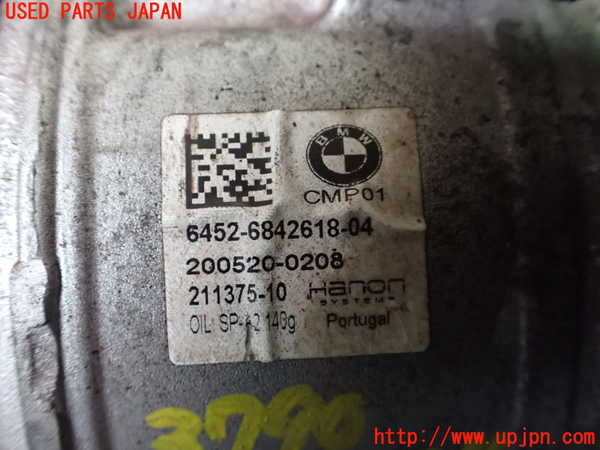 USED PARTS JAPAN
BMW
CMP01
6452-6842618-04
200520-0208
211375-10
Hanon
SYSTEMS
OIL: SP-A2 140g
Portugal
3790
UPJ
http://www.upjpn.com/